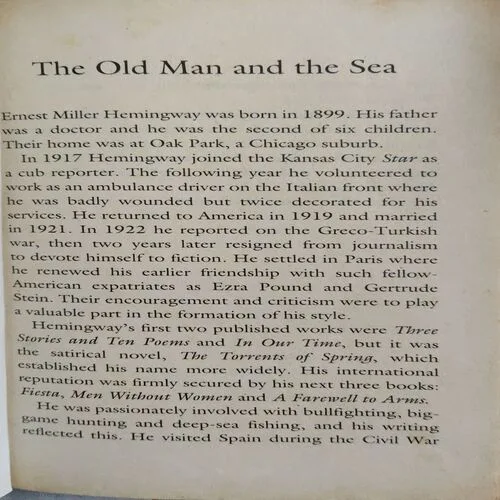 The Old Man and the Sea
Ernest Miller Hemingway was born in 1899. His father
was a doctor and he was the second of six children.
Their home was at Oak Park, a Chicago suburb.
In 1917 Hemingway joined the Kansas City Star as
a cub reporter. The following year he volunteered to
work as an ambulance driver on the Italian front where
he was badly wounded but twice decorated for his
services. He returned to America in 1919 and married
in 1921. In 1922 he reported on the Greco-Turkish
war, then two years later resigned from journalism
to devote himself to fiction. He settled in Paris where
he renewed his earlier friendship with such fellow-
American expatriates as Ezra Pound and Gertrude
Stein. Their encouragement and criticism were to play
a valuable part in the formation of his style.
Hemingway's first two published works were Three
Stories and Ten Poems and In Our Time, but it was
the satirical novel, The Torrents of Spring, which
established his name more widely. His international
reputation was firmly secured by his next three books:
Fiesta, Men Without Women and A Farewell to Arms.
He was passionately involved with bullfighting, big-
game hunting and deep-sea fishing, and his writing
reflected this. He visited Spain during the Civil War